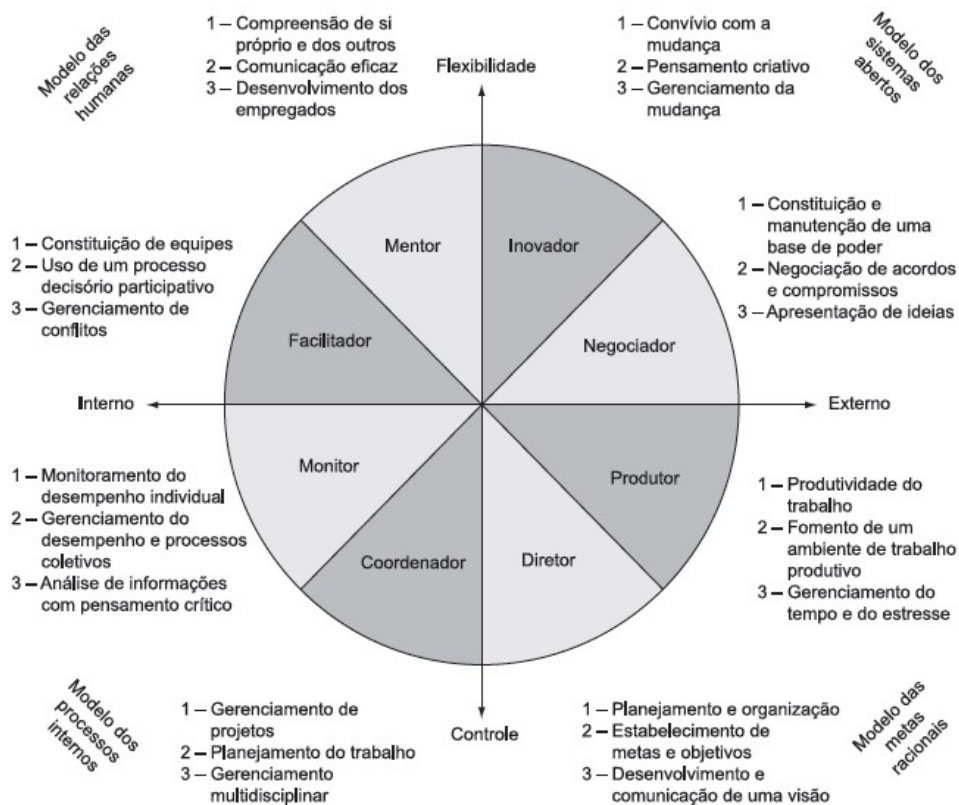 Modelo das
relações
humanas
1 – Compreensão de si
próprio e dos outros
2 – Comunicação eficaz
3 – Desenvolvimento dos
empregados
Flexibilidade
1 – Convívio com a
mudança
2 – Pensamento criativo
3 – Gerenciamento da
mudança
Modelo dos
sistemas
abertos
1 – Constituição de equipes
2 – Uso de um processo
decisório participativo
3 – Gerenciamento de
conflitos
Mentor
Inovador
Facilitador
Negociador
1 – Constituição e
manutenção de uma
base de poder
2 – Negociação de acordos
e compromissos
3 – Apresentação de ideias
Interno
Externo
1 – Monitoramento do
desempenho individual
2 – Gerenciamento do
desempenho e processos
coletivos
3 – Análise de informações
com pensamento crítico
Monitor
Coordenador
Diretor
Produtor
1 – Produtividade do
trabalho
2 – Fomento de um
ambiente de trabalho
produtivo
3 – Gerenciamento do
tempo e do estresse
Modelo dos
processos
internos
1 – Gerenciamento de
projetos
2 – Planejamento do trabalho
3 – Gerenciamento
multidisciplinar
Controle
1 – Planejamento e organização
2 – Estabelecimento de
metas e objetivos
3 – Desenvolvimento e
comunicação de uma visão
Modelo das
metas
racionais